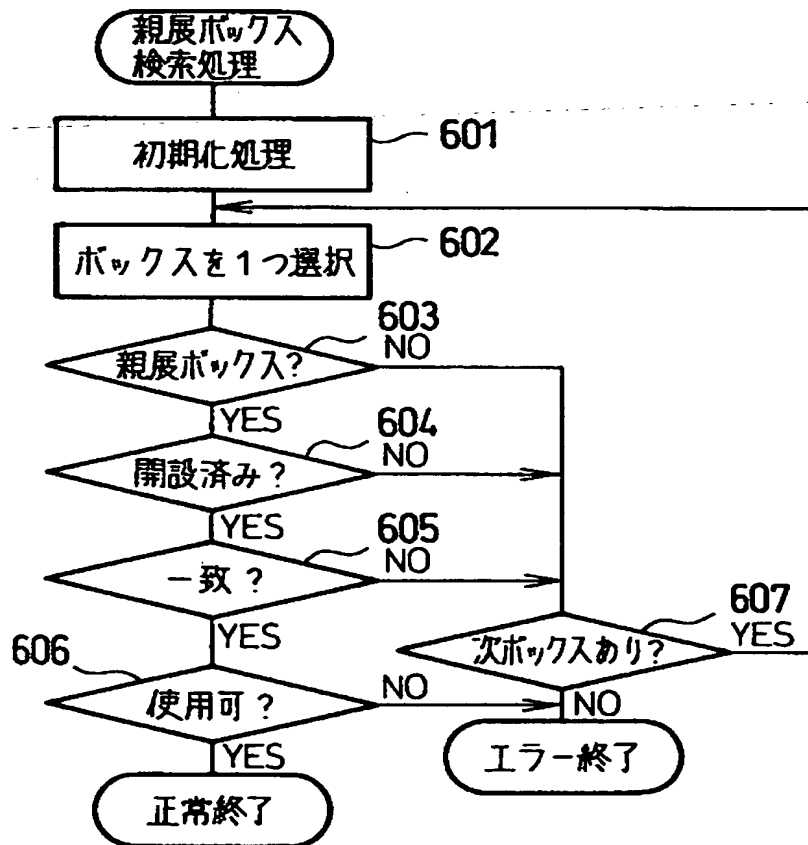 親展ボックス
検索処理
601
初期化処理
602
ボックスを1つ選択
603
親展ボックス?
NO
YES
604
開設済み?
NO
YES
605
一致?
NO
YES
606
使用可?
NO
YES
正常終了
607
次ボックスあり?
YES
NO
エラー終了